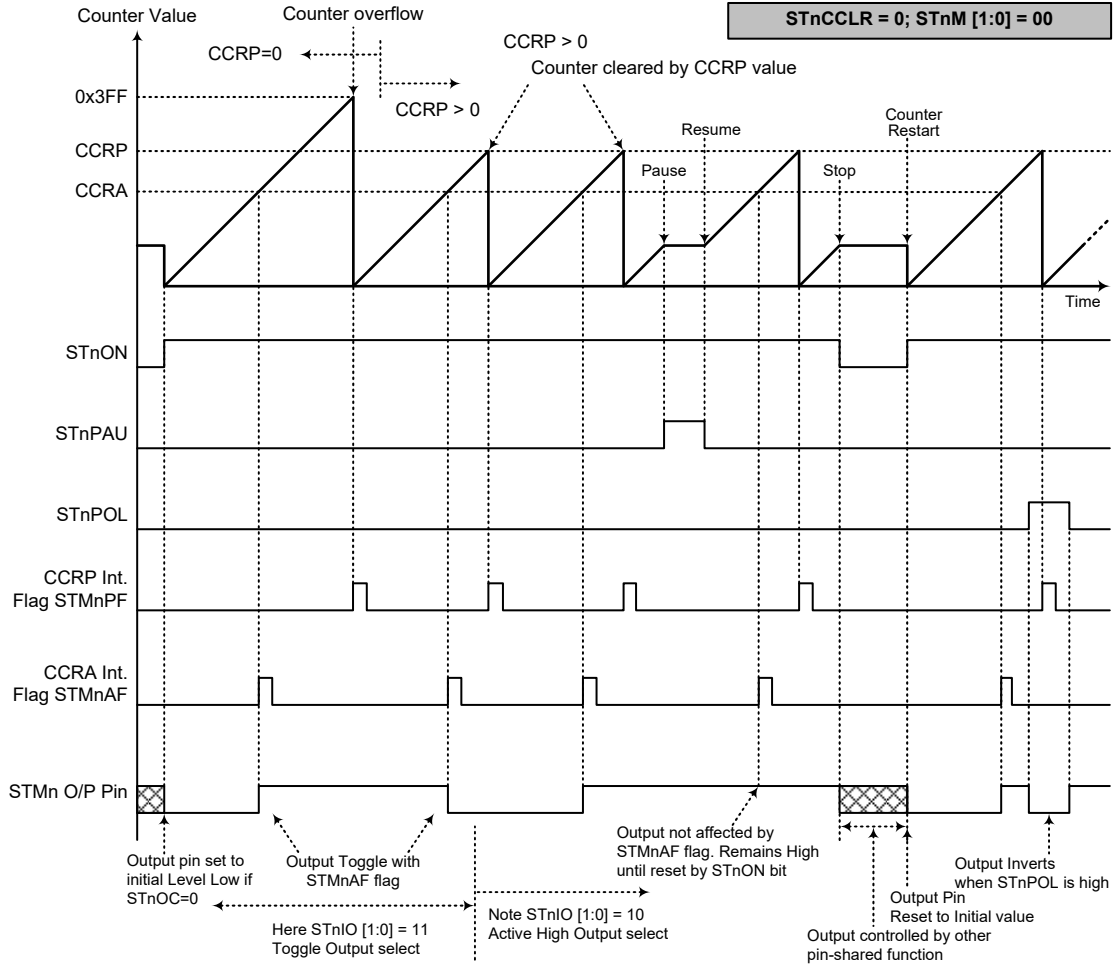 STnCCLR = 0; STnM [1:0] = 00
Counter Value
Counter overflow
CCRP=0
CCRP > 0
CCRP > 0
Counter cleared by CCRP value
0x3FF
CCRP
CCRA
Resume
Pause
Stop
Counter
Restart
Time
STnON
STnPAU
STnPOL
CCRP Int.
Flag STMnPF
CCRA Int.
Flag STMnAF
STMn O/P Pin
Output pin set to
initial Level Low if
STnOC=0
Output Toggle with
STMnAF flag
Here STnIO [1:0] = 11
Toggle Output select
Note STnIO [1:0] = 10
Active High Output select
Output not affected by
STMnAF flag. Remains High
until reset by STnON bit
Output controlled by other
pin-shared function
Output Pin
Reset to Initial value
Output Inverts
when STnPOL is high